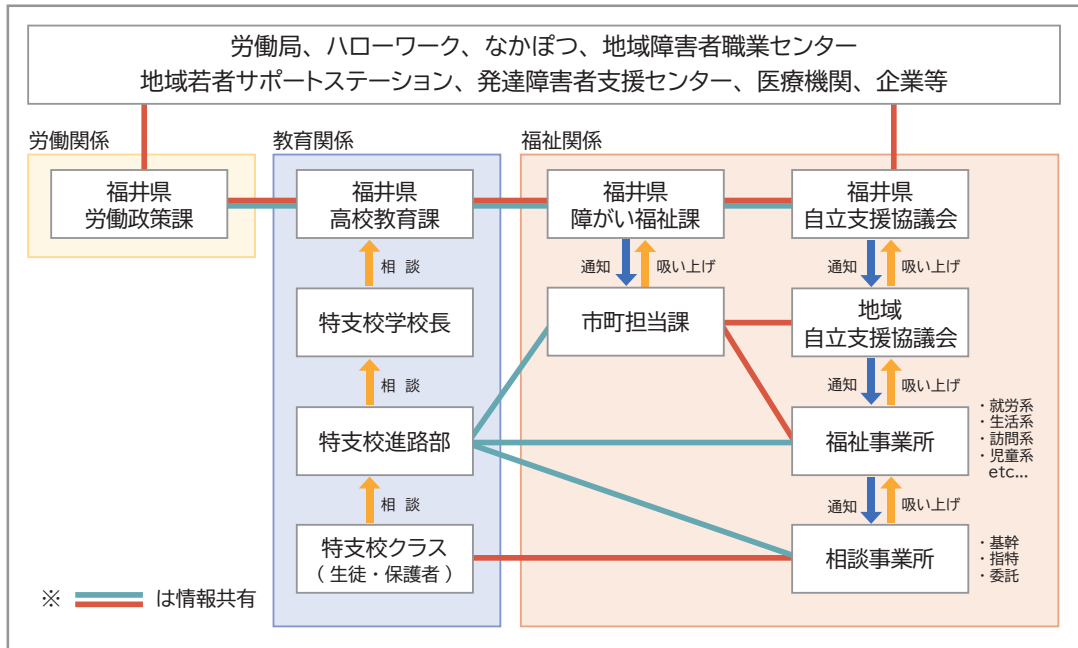 労働局、ハローワーク、なかぽつ、地域障害者職業センター
地域若者サポートステーション、発達障害者支援センター、医療機関、企業等
労働関係
教育関係
福祉関係
福井県
労働政策課
福井県
高校教育課
福井県
障がい福祉課
福井県
自立支援協議会
相 談
通知
吸い上げ
通知
吸い上げ
特支校学校長
市町担当課
地域
自立支援協議会
相 談
通知
吸い上げ
特支校進路部
福祉事業所
・就労系
・生活系
・訪問系
・児童系
etc...
相 談
通知
吸い上げ
特支校クラス
（ 生徒・保護者 ）
相談事業所
・基幹
・指特
・委託
※ は情報共有